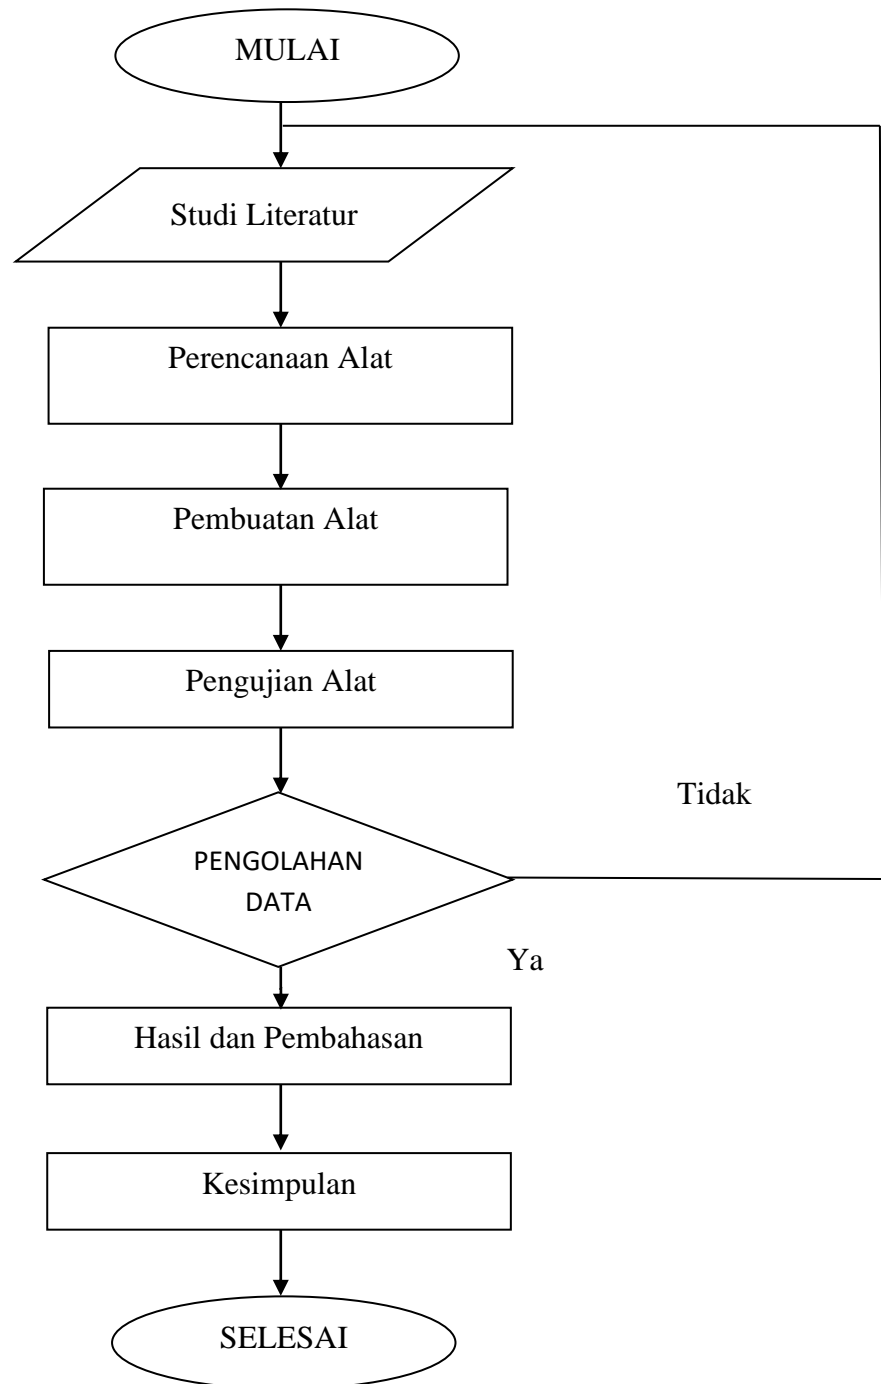 MULAI
Studi Literatur
Perencanaan Alat
Pembuatan Alat
Pengujian Alat
Tidak
PENGOLAHAN
DATA
Ya
Hasil dan Pembahasan
Kesimpulan
SELESAI